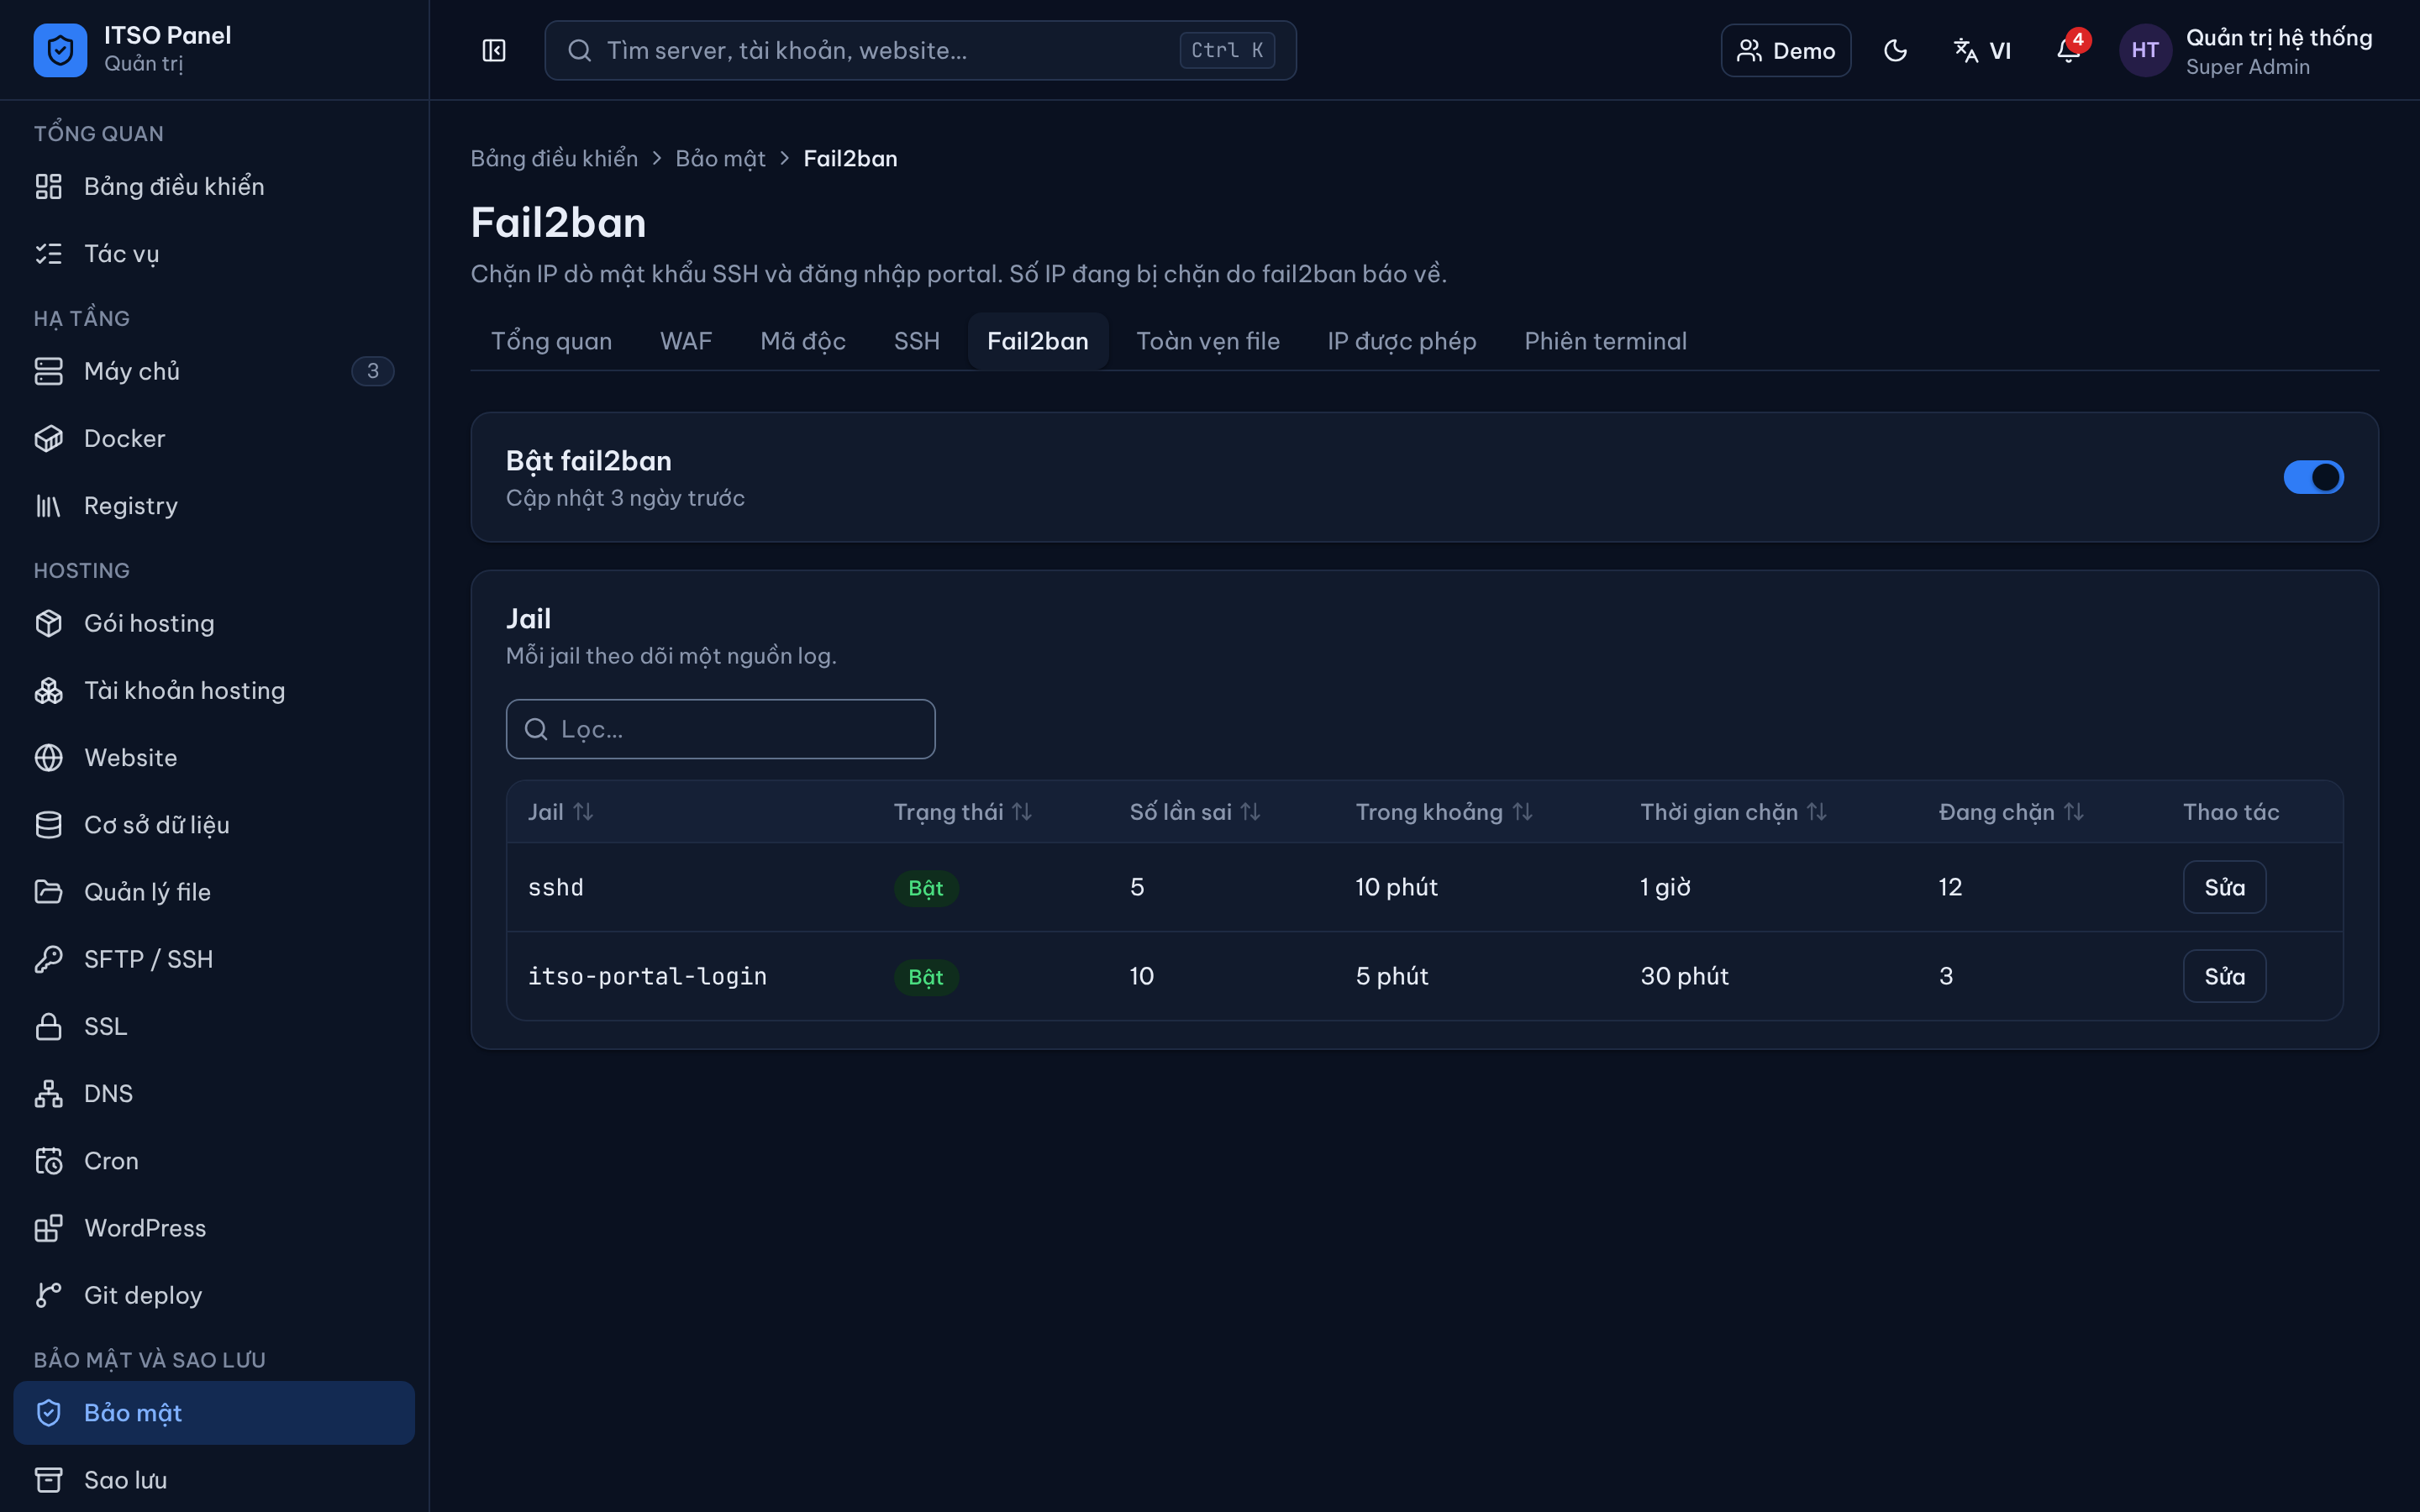 ITSO Panel
Quản trị
Tìm server, tài khoản, website...
Ctrl K
Demo
VI
4
HT
Quản trị hệ thống
Super Admin
TỔNG QUAN
Bảng điều khiển
Tác vụ
HẠ TẦNG
Máy chủ
3
Docker
Registry
HOSTING
Gói hosting
Tài khoản hosting
Website
Cơ sở dữ liệu
Quản lý file
SFTP / SSH
SSL
DNS
Cron
WordPress
Git deploy
BẢO MẬT VÀ SAO LƯU
Bảo mật
Sao lưu
Bảng điều khiển > Bảo mật > Fail2ban
Fail2ban
Chặn IP dò mật khẩu SSH và đăng nhập portal. Số IP đang bị chặn do fail2ban báo về.
Tổng quan WAF Mã độc SSH Fail2ban Toàn vẹn file IP được phép Phiên terminal
Bật fail2ban
Cập nhật 3 ngày trước
Jail
Mỗi jail theo dõi một nguồn log.
Lọc...
Jail Trạng thái Số lần sai Trong khoảng Thời gian chặn Đang chặn Thao tác
sshd Bật 5 10 phút 1 giờ 12 Sửa
itso-portal-login Bật 10 5 phút 30 phút 3 Sửa